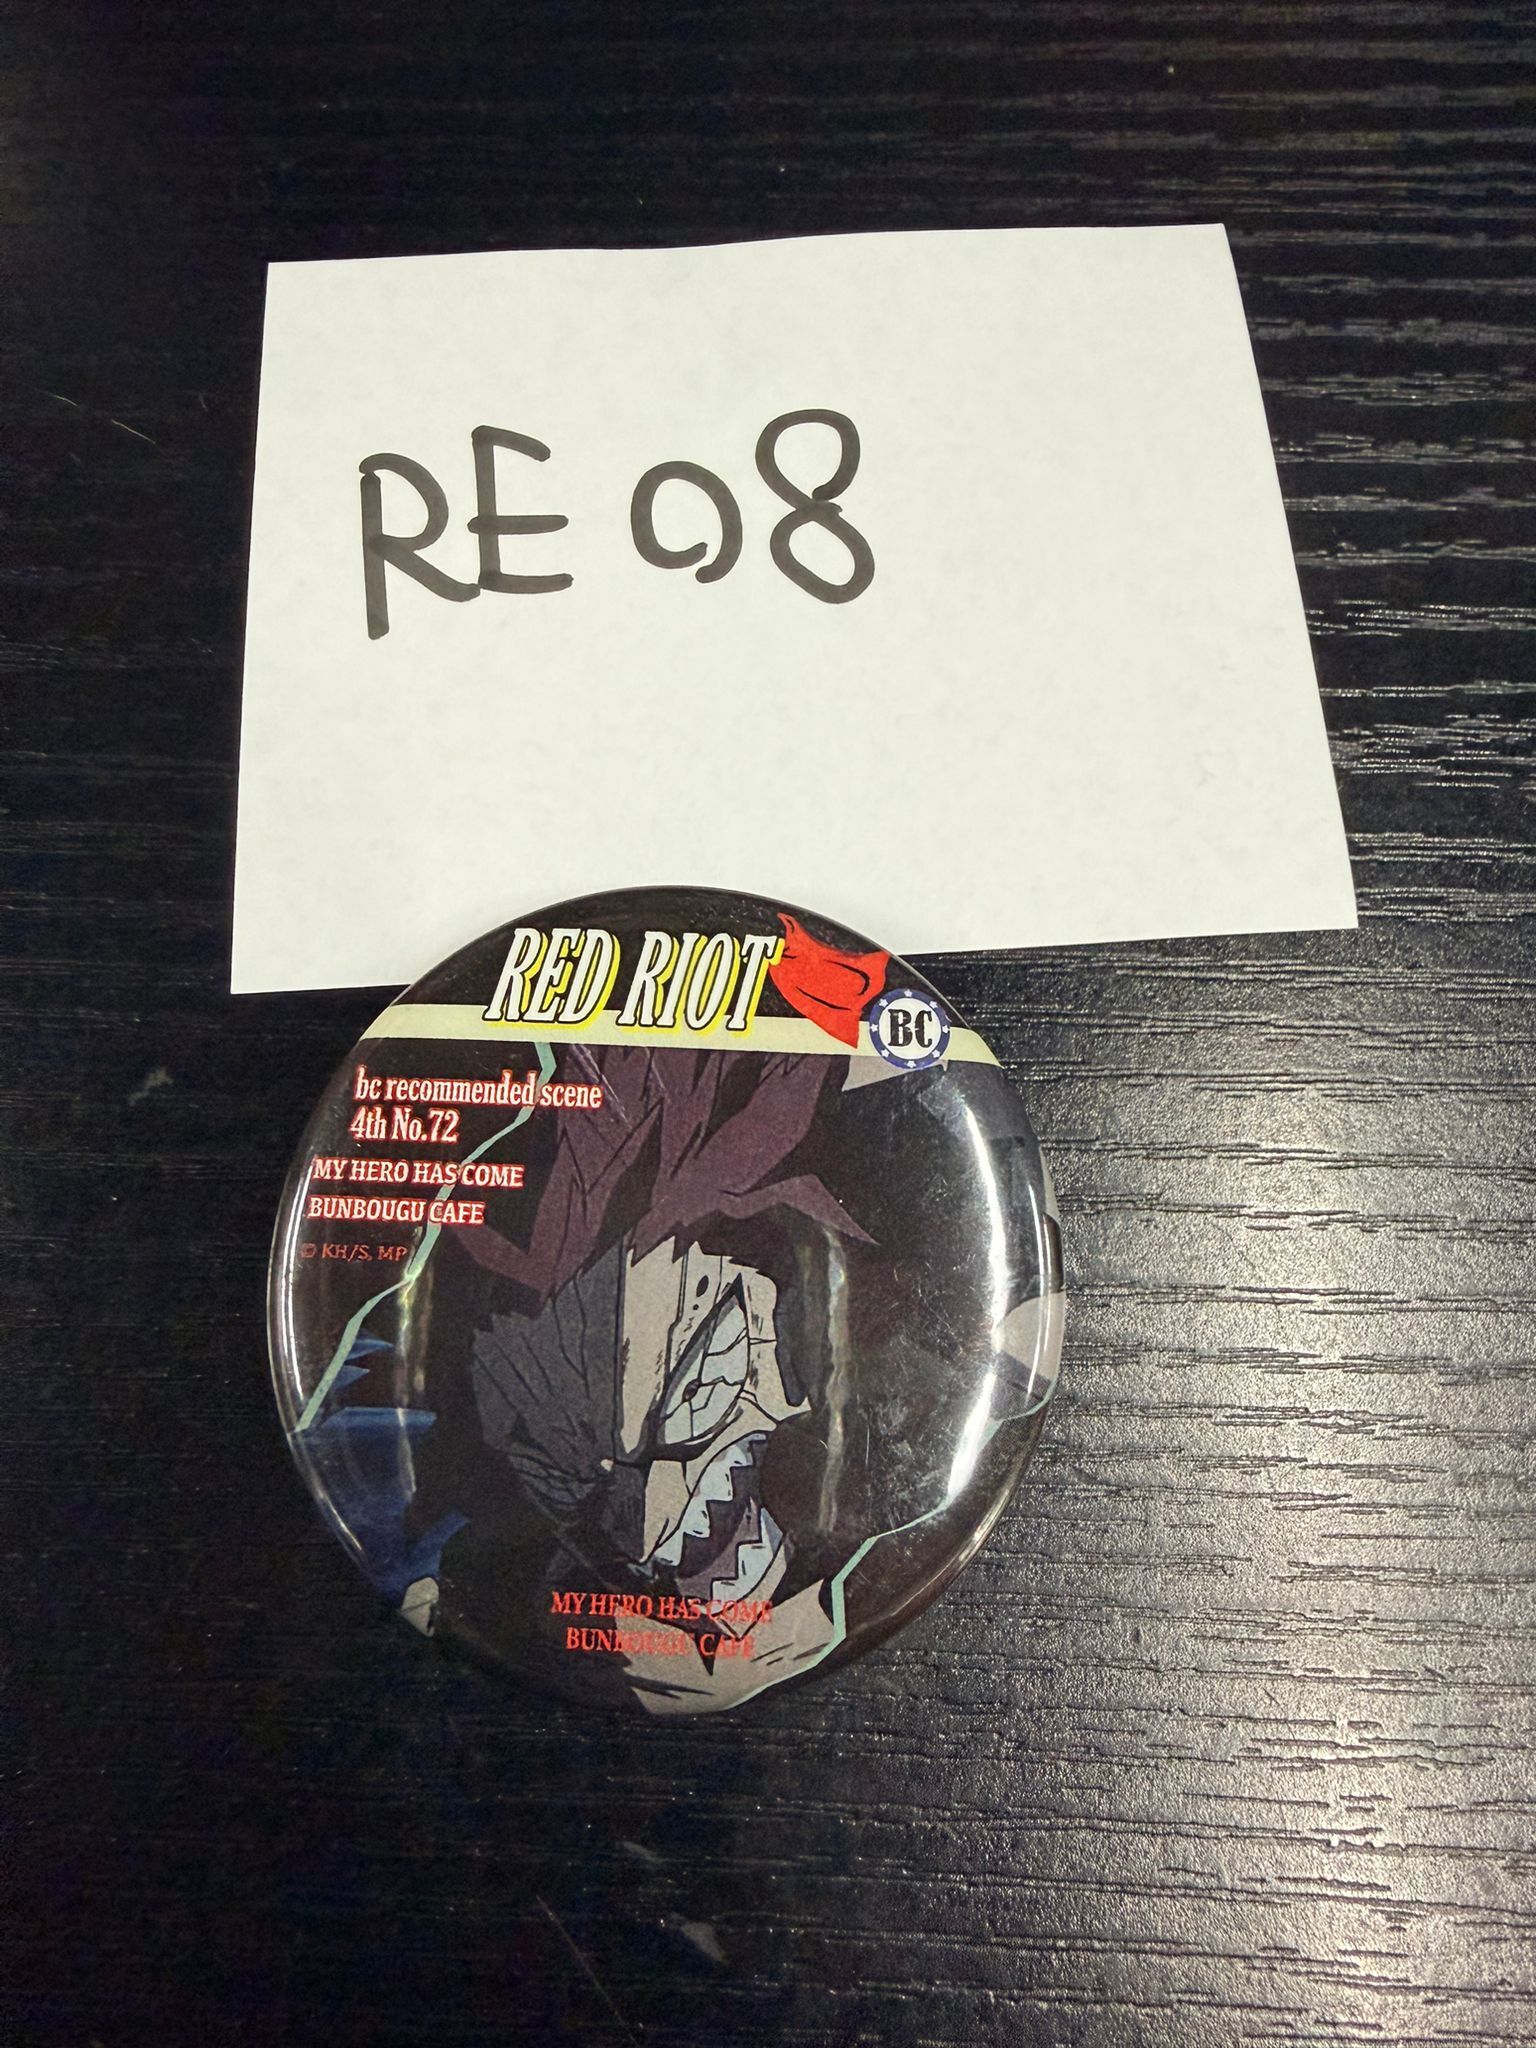 RE 08
RED RIOT
BC
bc recommended scene
4th No.72
MY HERO HAS COME
BUNBOUGU CAFE
© KH/S, MP
MY HERO HAS COME
BUNBOUGU CAFE